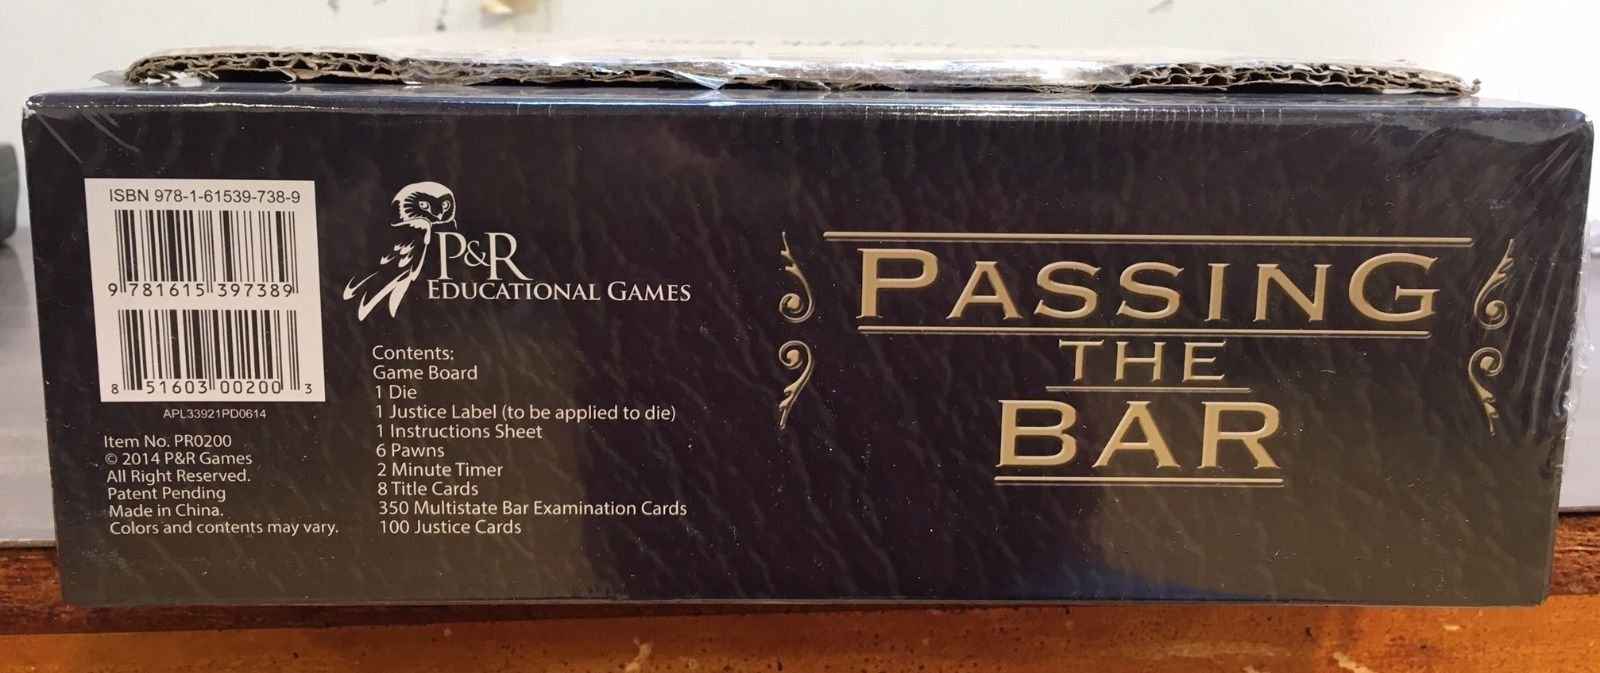 ISBN 978-1-61539-738-9
9 781615 397389
8 51603 00200 3
APL33921PD0614
Item No. PR0200
© 2014 P&R Games
All Right Reserved.
Patent Pending
Made in China.
Colors and contents may vary.
P&R
EDUCATIONAL GAMES
Contents:
Game Board
1 Die
1 Justice Label (to be applied to die)
1 Instructions Sheet
6 Pawns
2 Minute Timer
8 Title Cards
350 Multistate Bar Examination Cards
100 Justice Cards
PASSING
THE
BAR